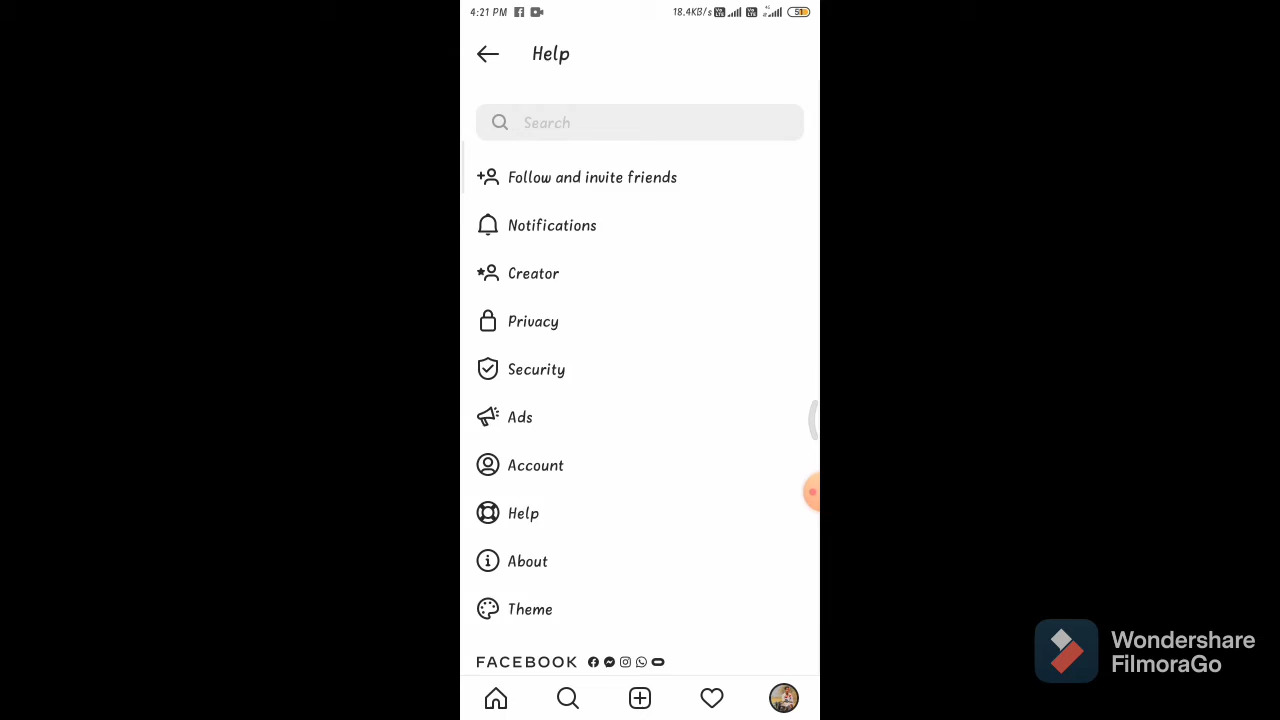 4:21 PM
18.4KB/s
51
Help
Search
Follow and invite friends
Notifications
Creator
Privacy
Security
Ads
Account
Help
About
Theme
FACEBOOK
Wondershare
FilmoraGo